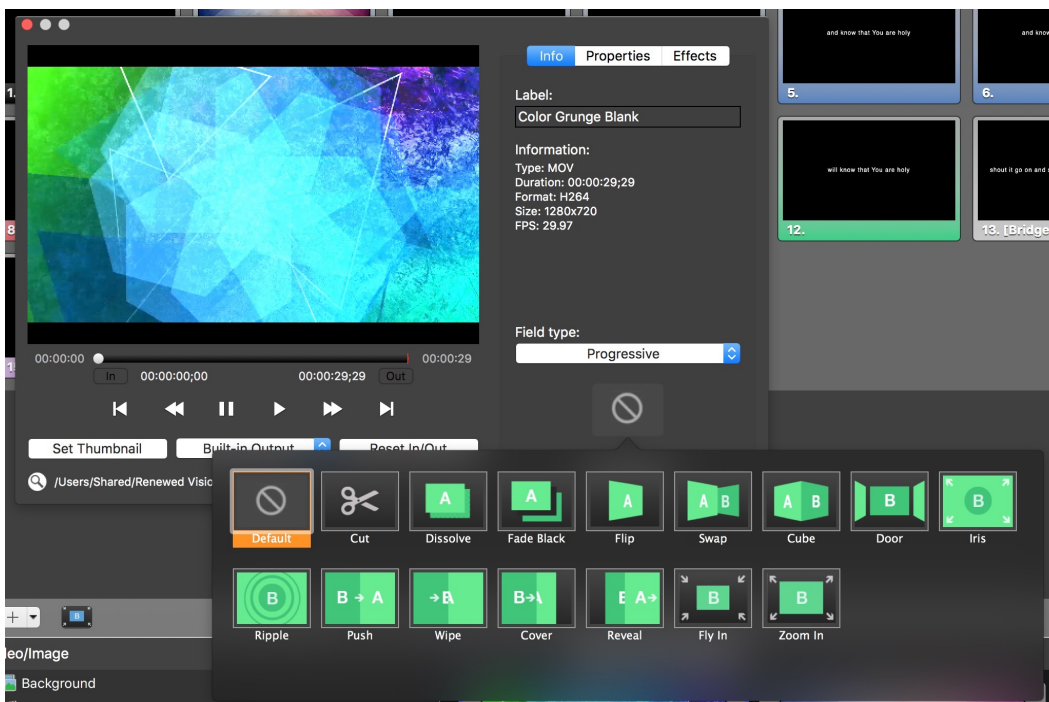 and know that You are holy
and know
1.
5.
6.
Info Properties Effects
Label:
Color Grunge Blank
Information:
Type: MOV
Duration: 00:00:29;29
Format: H264
Size: 1280x720
FPS: 29.97
will know that You are holy
shout it go on and
8
12.
13. [Bridge
Field type:
Progressive
00:00:00 00:00:29
In 00:00:00;00 00:00:29;29 Out
Set Thumbnail Built-in Output Reset In/Out
/Users/Shared/Renewed Visio
A A A A B A B B B
Default Cut Dissolve Fade Black Flip Swap Cube Door Iris
B B → A → B B→ A→ B B
Ripple Push Wipe Cover Reveal Fly In Zoom In
+ B
eo/Image
Background